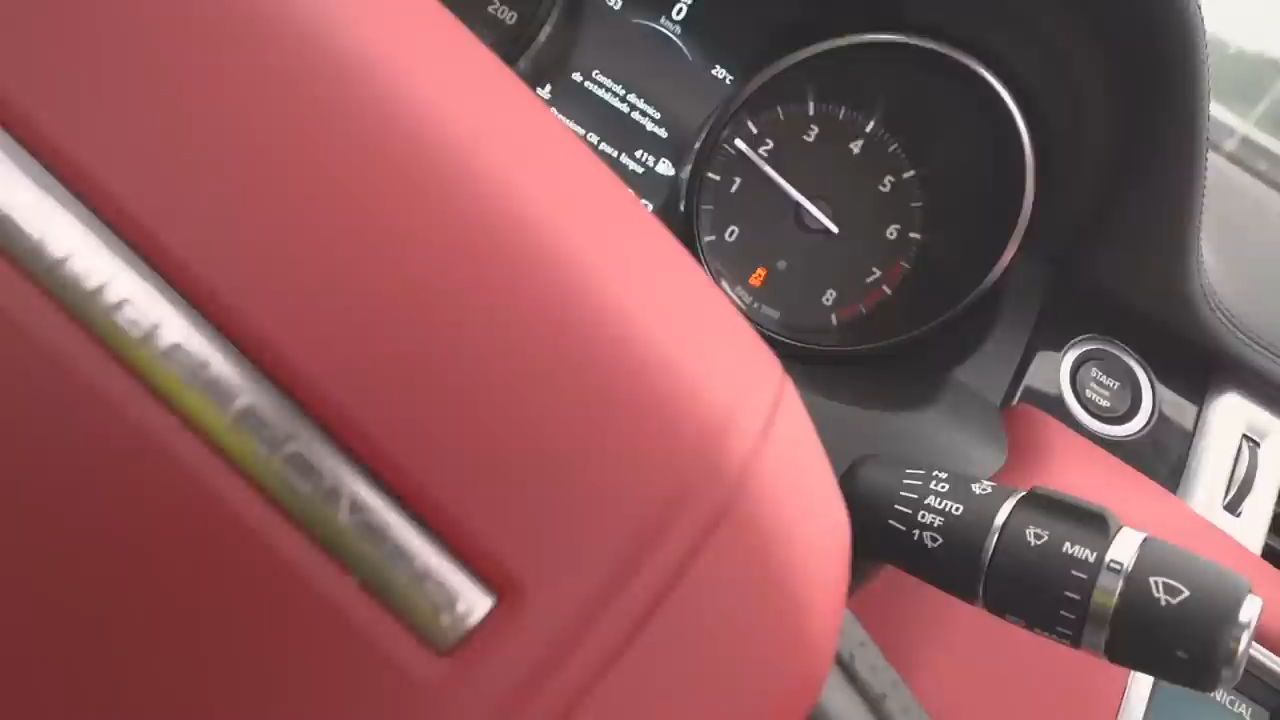 200
0
km/h
20°C
Controle dinâmico
de estabilidade desligado
Pressione OK para limpar
41%
0
1
2
3
4
5
6
7
8
START
STOP
HI
LO
AUTO
OFF
1
MIN